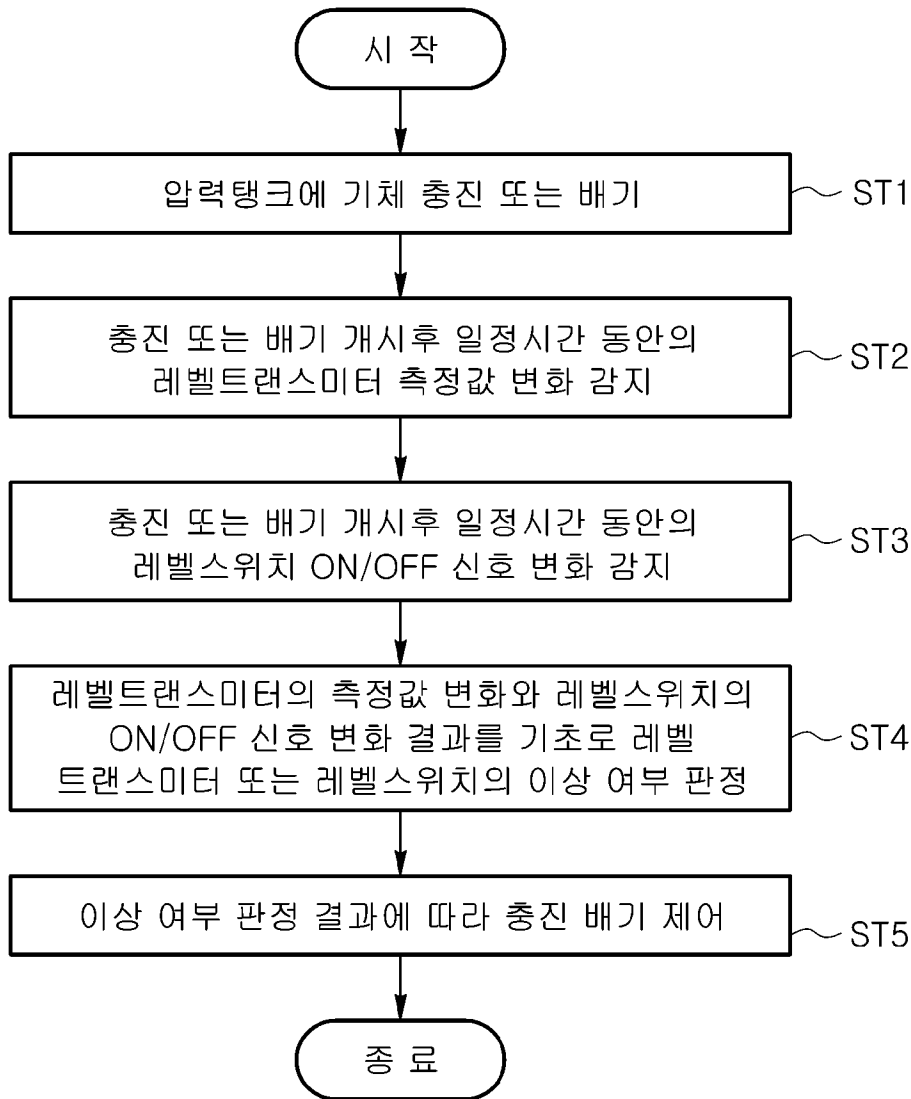 시 작
압력탱크에 기체 충진 또는 배기
ST1
충진 또는 배기 개시후 일정시간 동안의
레벨트랜스미터 측정값 변화 감지
ST2
충진 또는 배기 개시후 일정시간 동안의
레벨스위치 ON/OFF 신호 변화 감지
ST3
레벨트랜스미터의 측정값 변화와 레벨스위치의
ON/OFF 신호 변화 결과를 기초로 레벨
트랜스미터 또는 레벨스위치의 이상 여부 판정
ST4
이상 여부 판정 결과에 따라 충진 배기 제어
ST5
종 료